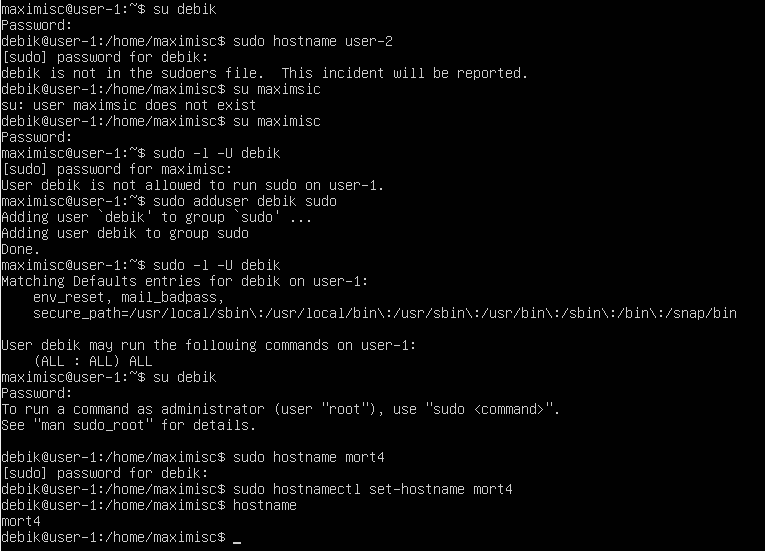 maximisc@user-1:~$ su debik
Password:
debik@user-1:/home/maximisc$ sudo hostname user-2
[sudo] password for debik:
debik is not in the sudoers file.  This incident will be reported.
debik@user-1:/home/maximisc$ su maximsic
su: user maximsic does not exist
debik@user-1:/home/maximisc$ su maximisc
Password:
maximisc@user-1:~$ sudo -l -U debik
[sudo] password for maximisc:
User debik is not allowed to run sudo on user-1.
maximisc@user-1:~$ sudo adduser debik sudo
Adding user `debik' to group `sudo' ...
Adding user debik to group sudo
Done.
maximisc@user-1:~$ sudo -l -U debik
Matching Defaults entries for debik on user-1:
    env_reset, mail_badpass,
    secure_path=/usr/local/sbin\:/usr/local/bin\:/usr/sbin\:/usr/bin\:/sbin\:/bin\:/snap/bin

User debik may run the following commands on user-1:
    (ALL : ALL) ALL
maximisc@user-1:~$ su debik
Password:
To run a command as administrator (user "root"), use "sudo <command>".
See "man sudo_root" for details.

debik@user-1:/home/maximisc$ sudo hostname mort4
[sudo] password for debik:
debik@user-1:/home/maximisc$ sudo hostnamectl set-hostname mort4
debik@user-1:/home/maximisc$ hostname
mort4
debik@user-1:/home/maximisc$ _